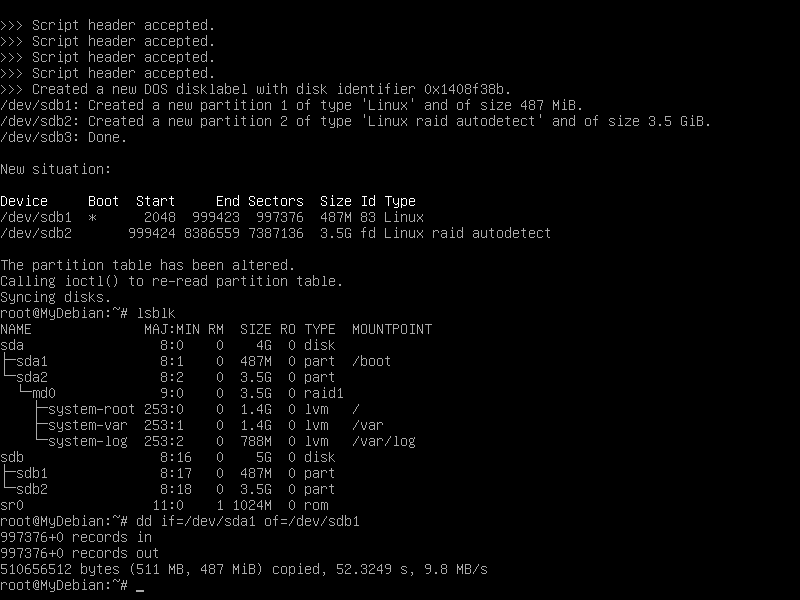 >>> Script header accepted.
>>> Script header accepted.
>>> Script header accepted.
>>> Script header accepted.
>>> Created a new DOS disklabel with disk identifier 0x1408f38b.
/dev/sdb1: Created a new partition 1 of type 'Linux' and of size 487 MiB.
/dev/sdb2: Created a new partition 2 of type 'Linux raid autodetect' and of size 3.5 GiB.
/dev/sdb3: Done.

New situation:

Device     Boot  Start     End Sectors  Size Id Type
/dev/sdb1  *      2048  999423  997376  487M 83 Linux
/dev/sdb2       999424 8386559 7387136  3.5G fd Linux raid autodetect

The partition table has been altered.
Calling ioctl() to re-read partition table.
Syncing disks.
root@MyDebian:~# lsblk
NAME              MAJ:MIN RM  SIZE RO TYPE  MOUNTPOINT
sda                 8:0    0    4G  0 disk
├─sda1              8:1    0  487M  0 part  /boot
└─sda2              8:2    0  3.5G  0 part
  └─md0             9:0    0  3.5G  0 raid1
    ├─system-root 253:0    0  1.4G  0 lvm   /
    ├─system-var  253:1    0  1.4G  0 lvm   /var
    └─system-log  253:2    0  788M  0 lvm   /var/log
sdb                 8:16   0    5G  0 disk
├─sdb1              8:17   0  487M  0 part
└─sdb2              8:18   0  3.5G  0 part
sr0                11:0    1 1024M  0 rom
root@MyDebian:~# dd if=/dev/sda1 of=/dev/sdb1
997376+0 records in
997376+0 records out
510656512 bytes (511 MB, 487 MiB) copied, 52.3249 s, 9.8 MB/s
root@MyDebian:~# _